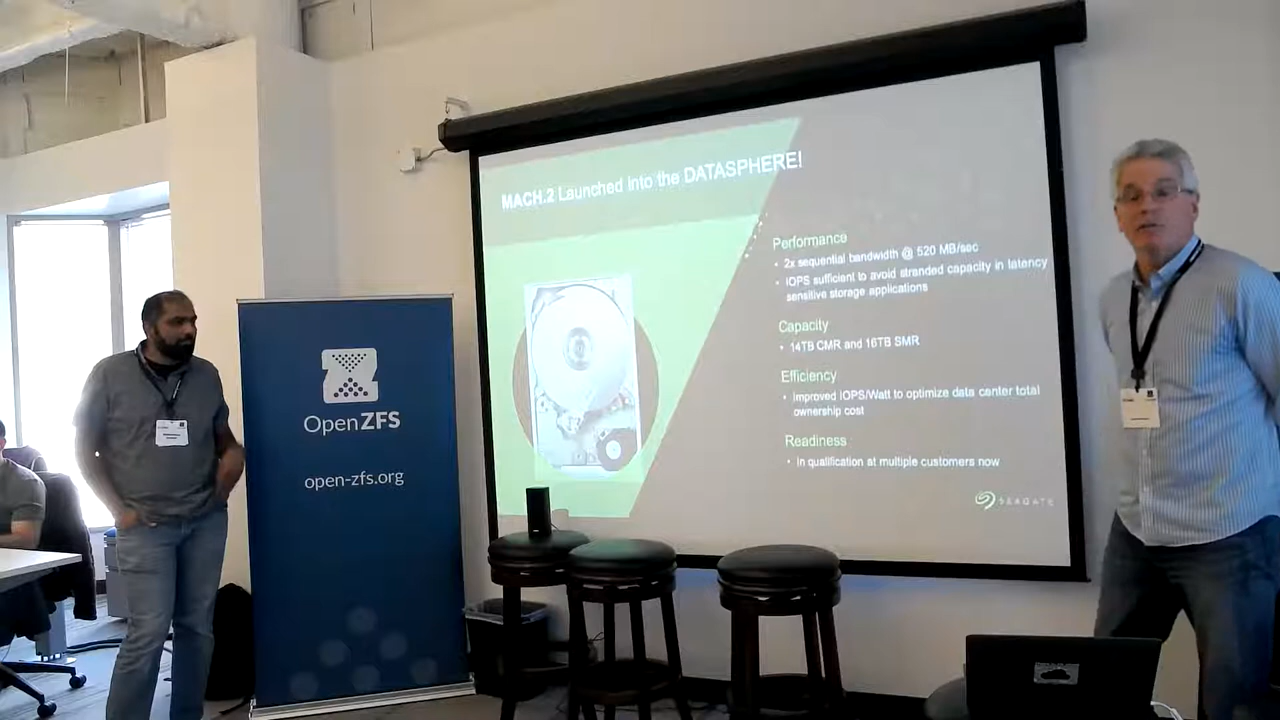 MACH.2 Launched into the DATASPHERE!
Performance
• 2x sequential bandwidth @ 520 MB/sec
• IOPS sufficient to avoid stranded capacity in latency
sensitive storage applications
Capacity
• 14TB CMR and 16TB SMR
Efficiency
• Improved IOPS/Watt to optimize data center total
ownership cost
Readiness
• In qualification at multiple customers now
SEAGATE
OpenZFS
open-zfs.org